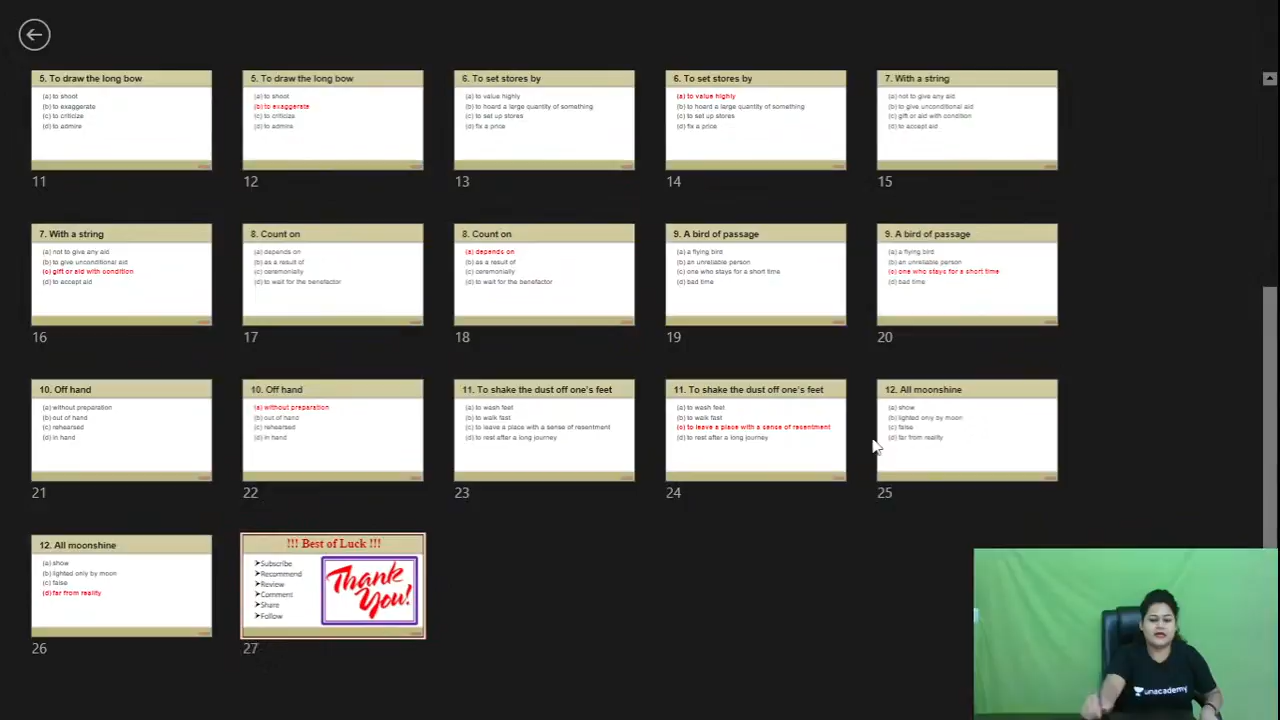 5. To draw the long bow
(a) to shoot
(b) to exaggerate
(c) to criticize
(d) to admire
11
5. To draw the long bow
(a) to shoot
(b) to exaggerate
(c) to criticize
(d) to admire
12
6. To set stores by
(a) to value highly
(b) to hoard a large quantity of something
(c) to set up stores
(d) fix a price
13
6. To set stores by
(a) to value highly
(b) to hoard a large quantity of something
(c) to set up stores
(d) fix a price
14
7. With a string
(a) not to give any aid
(b) to give unconditional aid
(c) gift or aid with condition
(d) to accept aid
15
7. With a string
(a) not to give any aid
(b) to give unconditional aid
(c) gift or aid with condition
(d) to accept aid
16
8. Count on
(a) depends on
(b) as a result of
(c) ceremonially
(d) to wait for the benefactor
17
8. Count on
(a) depends on
(b) as a result of
(c) ceremonially
(d) to wait for the benefactor
18
9. A bird of passage
(a) a flying bird
(b) an unreliable person
(c) one who stays for a short time
(d) bad time
19
9. A bird of passage
(a) a flying bird
(b) an unreliable person
(c) one who stays for a short time
(d) bad time
20
10. Off hand
(a) without preparation
(b) out of hand
(c) rehearsed
(d) in hand
21
10. Off hand
(a) without preparation
(b) out of hand
(c) rehearsed
(d) in hand
22
11. To shake the dust off one's feet
(a) to wash feet
(b) to walk fast
(c) to leave a place with a sense of resentment
(d) to rest after a long journey
23
11. To shake the dust off one's feet
(a) to wash feet
(b) to walk fast
(c) to leave a place with a sense of resentment
(d) to rest after a long journey
24
12. All moonshine
(a) show
(b) lighted only by moon
(c) false
(d) far from reality
25
12. All moonshine
(a) show
(b) lighted only by moon
(c) false
(d) far from reality
26
!!! Best of Luck !!!
➤Subscribe
➤Recommend
➤Review
➤Comment
➤Share
➤Follow
Thank
You!
27
unacademy